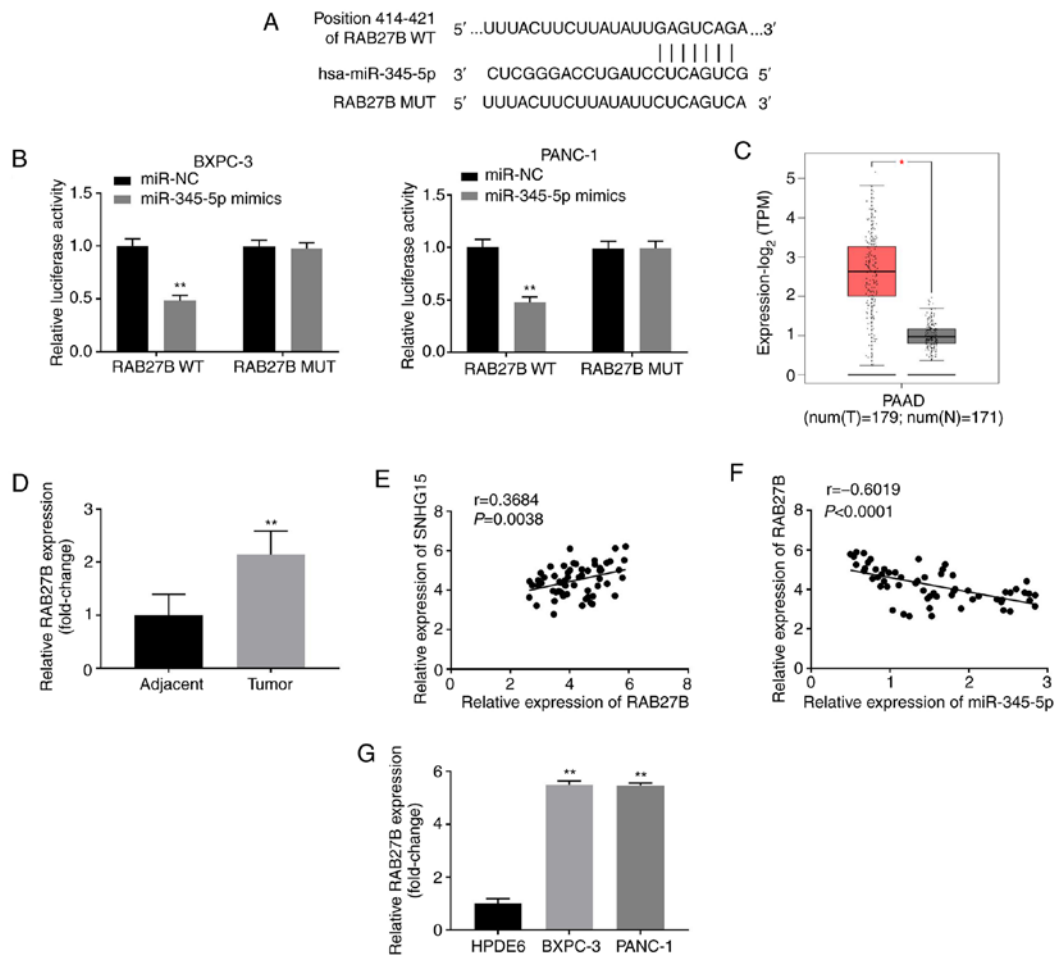 A
Position 414-421 of RAB27B WT 5′ ...UUUACUUCUUAUAUUGAGUCAGA...3′
hsa-miR-345-5p 3′ CUCGGGACCUGAUCCUCAGUCG 5′
RAB27B MUT 5′ UUUACUUCUUAUAUUCUCAGUCA 3′
B
BXPC-3
miR-NC
miR-345-5p mimics
Relative luciferase activity
1.5
1.0
0.5
0.0
**
RAB27B WT RAB27B MUT
PANC-1
miR-NC
miR-345-5p mimics
Relative luciferase activity
1.5
1.0
0.5
0.0
**
RAB27B WT RAB27B MUT
C
Expression-log2 (TPM)
5
4
3
2
1
0
*
PAAD
(num(T)=179; num(N)=171)
D
Relative RAB27B expression
(fold-change)
3
2
1
0
**
Adjacent Tumor
E
r=0.3684
P=0.0038
Relative expression of SNHG15
8
6
4
2
0
0 2 4 6 8
Relative expression of RAB27B
F
r=−0.6019
P<0.0001
Relative expression of RAB27B
8
6
4
2
0
0 1 2 3
Relative expression of miR-345-5p
G
Relative RAB27B expression
(fold-change)
6
4
2
0
** **
HPDE6 BXPC-3 PANC-1